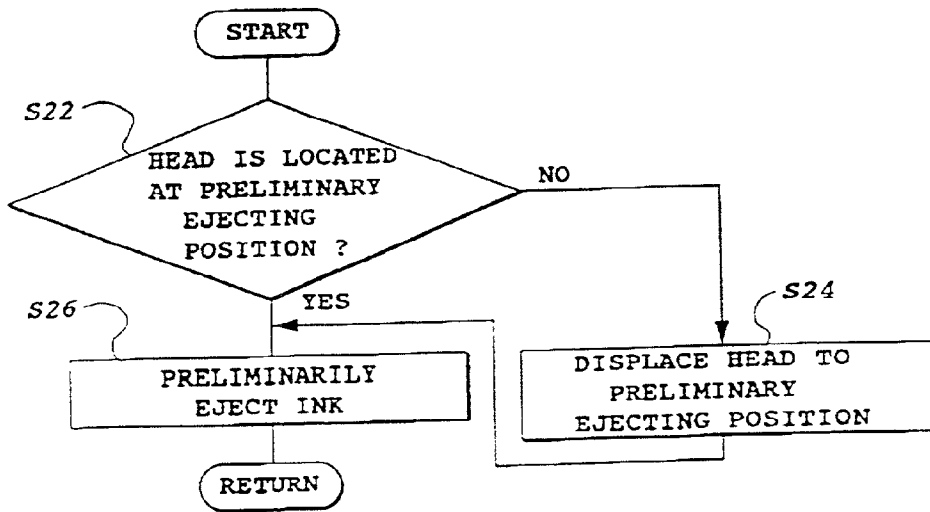 START
S22
HEAD IS LOCATED
AT PRELIMINARY
EJECTING
POSITION ?
NO
YES
S26
S24
PRELIMINARILY
EJECT INK
DISPLACE HEAD TO
PRELIMINARY
EJECTING POSITION
RETURN